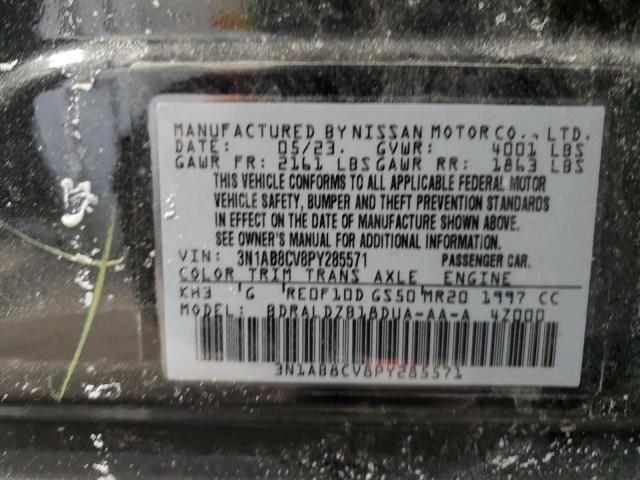 MANUFACTURED BY NISSAN MOTOR CO., LTD.
DATE: 05/23. GVWR: 4001 LBS
GAWR FR: 2161 LBS GAWR RR: 1863 LBS
THIS VEHICLE CONFORMS TO ALL APPLICABLE FEDERAL MOTOR
VEHICLE SAFETY, BUMPER AND THEFT PREVENTION STANDARDS
IN EFFECT ON THE DATE OF MANUFACTURE SHOWN ABOVE.
SEE OWNER'S MANUAL FOR ADDITIONAL INFORMATION.
VIN: 3N1AB8CV8PY285571 PASSENGER CAR.
COLOR TRIM TRANS AXLE ENGINE
KH3 G RE0F10D GS50 MR20 1997 CC
MODEL: BDRALDZB18DUA-AA-A 4Z000
3N1AB8CV8PY285571